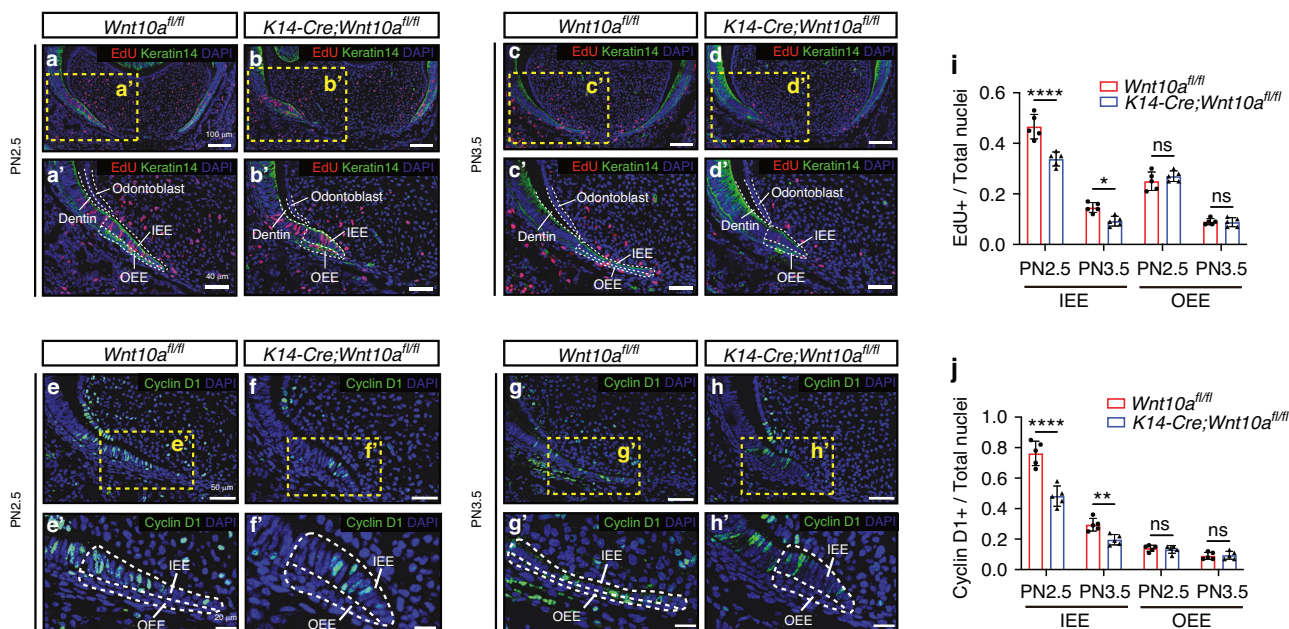 Wnt10a^fl/fl
K14-Cre;Wnt10a^fl/fl
PN2.5
a
EdU Keratin14 DAPI
a'
100 µm
b
EdU Keratin14 DAPI
b'
a'
EdU Keratin14 DAPI
Odontoblast
Dentin
IEE
OEE
40 µm
b'
EdU Keratin14 DAPI
Odontoblast
Dentin
IEE
OEE
Wnt10a^fl/fl
K14-Cre;Wnt10a^fl/fl
PN3.5
c
EdU Keratin14 DAPI
c'
d
EdU Keratin14 DAPI
d'
c'
EdU Keratin14 DAPI
Odontoblast
Dentin
IEE
OEE
d'
EdU Keratin14 DAPI
Odontoblast
Dentin
IEE
OEE
i
Wnt10a^fl/fl
K14-Cre;Wnt10a^fl/fl
EdU+ / Total nuclei
0.6
0.4
0.2
0.0
****
*
ns
ns
PN2.5 PN3.5 PN2.5 PN3.5
IEE OEE
Wnt10a^fl/fl
K14-Cre;Wnt10a^fl/fl
PN2.5
e
Cyclin D1 DAPI
e'
50 µm
f
Cyclin D1 DAPI
f'
e'
Cyclin D1 DAPI
IEE
OEE
20 µm
f'
Cyclin D1 DAPI
IEE
OEE
Wnt10a^fl/fl
K14-Cre;Wnt10a^fl/fl
PN3.5
g
Cyclin D1 DAPI
g'
h
Cyclin D1 DAPI
h'
g'
Cyclin D1 DAPI
IEE
OEE
h'
Cyclin D1 DAPI
IEE
OEE
j
Wnt10a^fl/fl
K14-Cre;Wnt10a^fl/fl
Cyclin D1+ / Total nuclei
1.0
0.8
0.6
0.4
0.2
0.0
****
**
ns
ns
PN2.5 PN3.5 PN2.5 PN3.5
IEE OEE